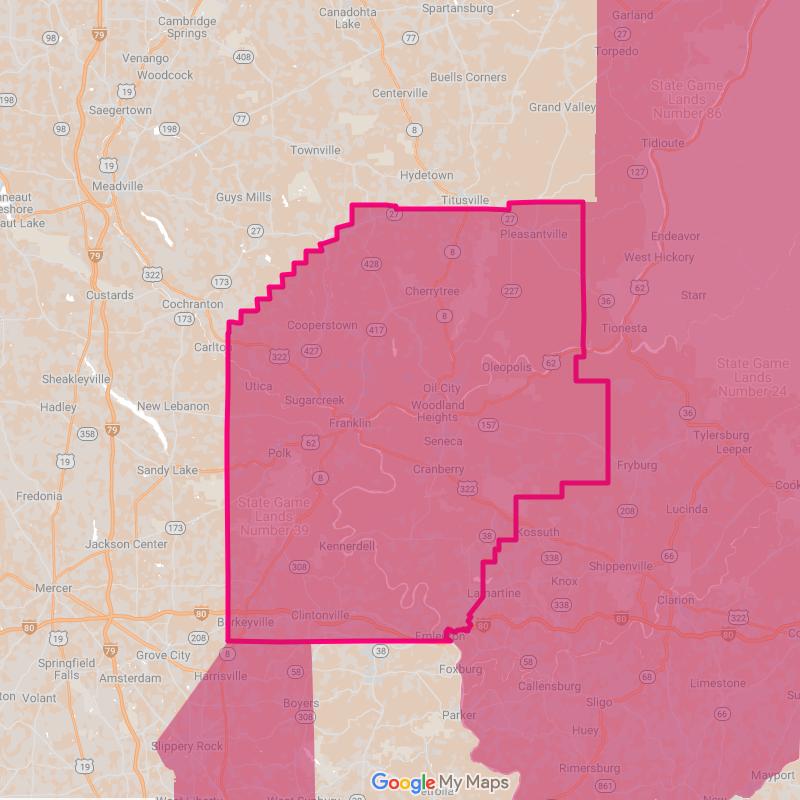 Spartansburg
Canadohta
Lake
Garland
Cambridge
Springs
27
98
79
77
Torpedo
Venango
408
Woodcock
Buells Corners
State Game
Lands
Number 86
19
Centerville
198
Saegertown
Grand Valley
77
98
198
8
Tidioute
Townville
19
127
Hydetown
Meadville
Guys Mills
Titusville
27
27
27
Pleasantville
Endeavor
79
8
West Hickory
428
322
173
62
Custards
Cherrytree
227
Starr
36
Cochranton
173
8
Cooperstown
417
Tionesta
Carlton
427
322
62
Oleopolis
State Game
Lands
Number 24
Sheakleyville
Utica
Oil City
Sugarcreek
Woodland
Heights
Hadley
New Lebanon
36
Franklin
157
79
358
62
Seneca
Tylersburg
Leeper
Polk
19
Sandy Lake
Cranberry
Fryburg
8
322
Fredonia
State Game
Lands
Number 39
208
Lucinda
173
Kossuth
38
Jackson Center
Kennerdell
338
66
308
Shippenville
Knox
Mercer
Lamartine
338
Clarion
80
Clintonville
80
80
322
80
Barkeyville
19
208
38
79
Grove City
8
Springfield
Falls
58
Foxburg
58
68
Amsterdam
Harrisville
Callensburg
Limestone
Volant
Boyers
Sligo
308
Parker
66
Huey
Slippery Rock
19
Rimersburg
861
Mayport
Google My Maps